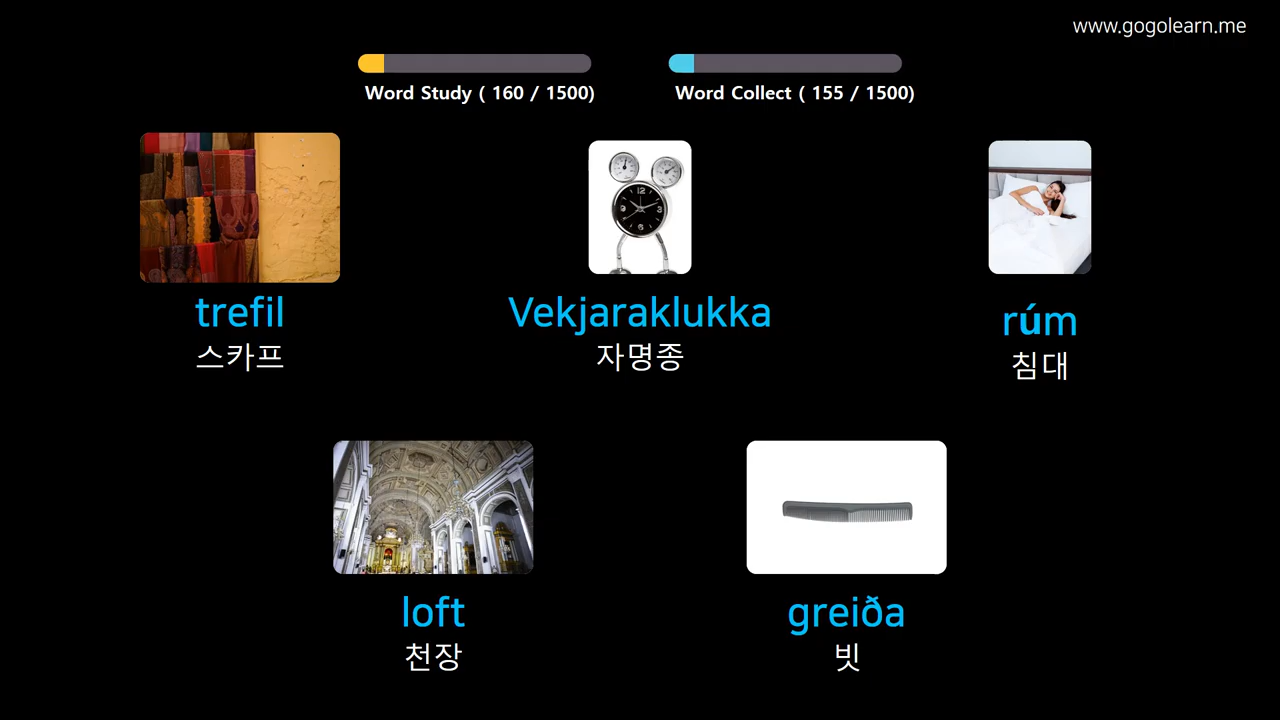 www.gogolearn.me
Word Study ( 160 / 1500)
Word Collect ( 155 / 1500)
trefil
스카프
Vekjaraklukka
자명종
rúm
침대
loft
천장
greiða
빗